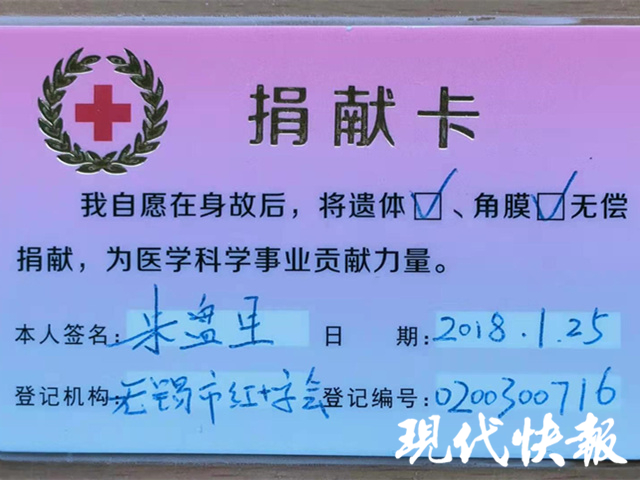 捐献卡
我自愿在身故后，将遗体☑、角膜☑无偿
捐献，为医学科学事业贡献力量。
本人签名：朱盘里 日 期：2018.1.25
登记机构：无锡市红十字会 登记编号：0200300716
現代快報